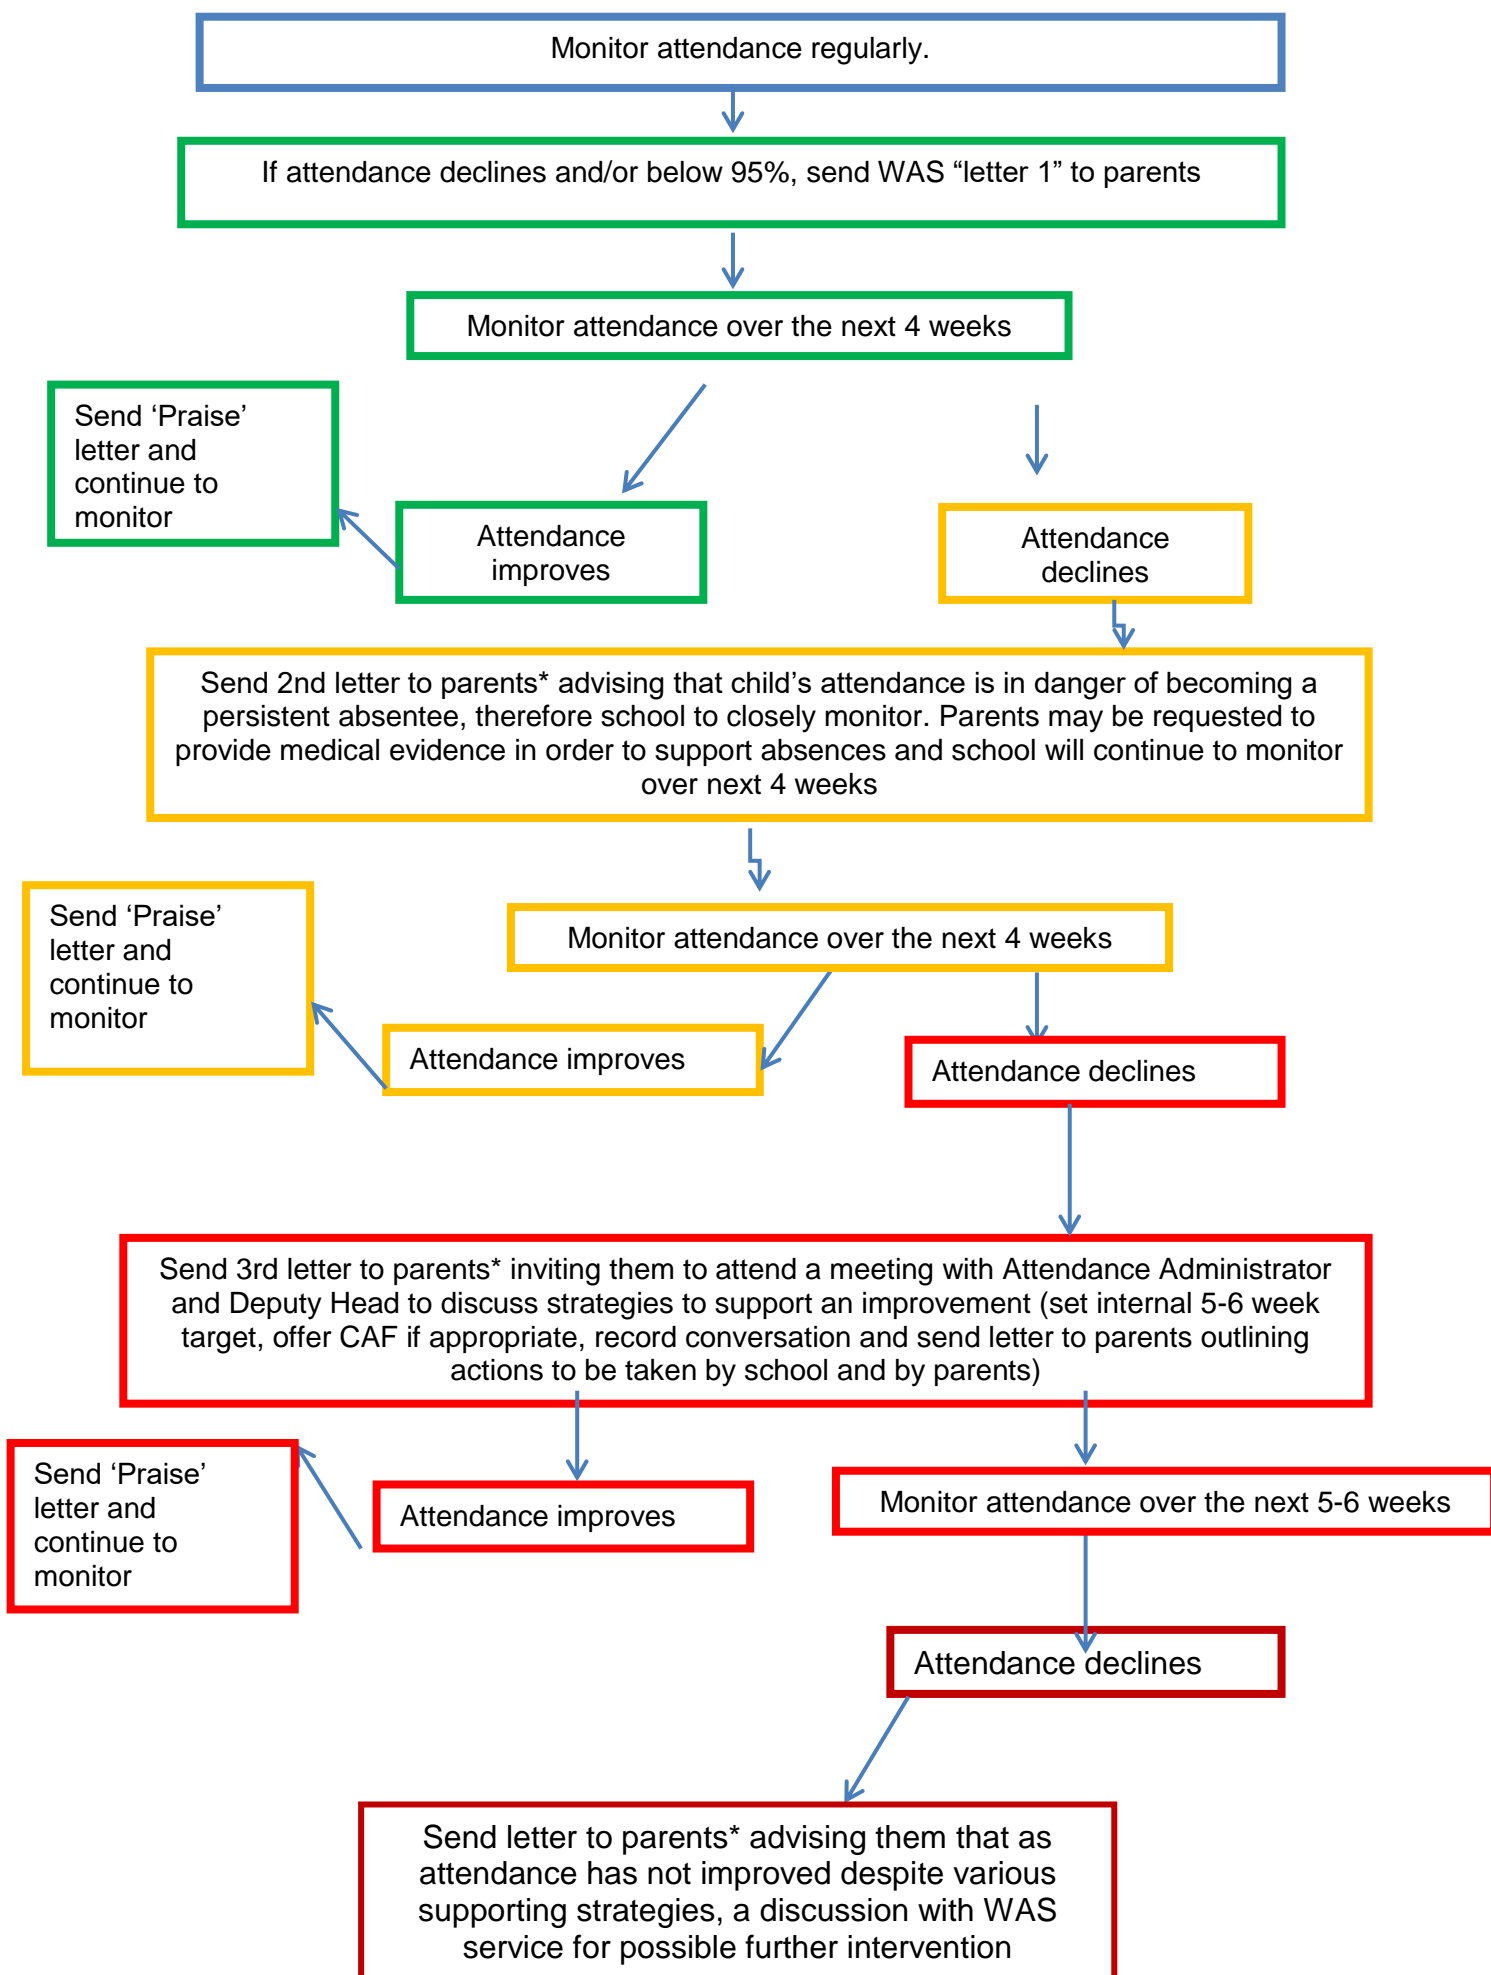 Monitor attendance regularly.
If attendance declines and/or below 95%, send WAS “letter 1” to parents
Monitor attendance over the next 4 weeks
Send ‘Praise’
letter and
continue to
monitor
Attendance
improves
Attendance
declines
Send 2nd letter to parents* advising that child’s attendance is in danger of becoming a
persistent absentee, therefore school to closely monitor. Parents may be requested to
provide medical evidence in order to support absences and school will continue to monitor
over next 4 weeks
Send ‘Praise’
letter and
continue to
monitor
Monitor attendance over the next 4 weeks
Attendance improves
Attendance declines
Send 3rd letter to parents* inviting them to attend a meeting with Attendance Administrator
and Deputy Head to discuss strategies to support an improvement (set internal 5-6 week
target, offer CAF if appropriate, record conversation and send letter to parents outlining
actions to be taken by school and by parents)
Send ‘Praise’
letter and
continue to
monitor
Attendance improves
Monitor attendance over the next 5-6 weeks
Attendance declines
Send letter to parents* advising them that as
attendance has not improved despite various
supporting strategies, a discussion with WAS
service for possible further intervention